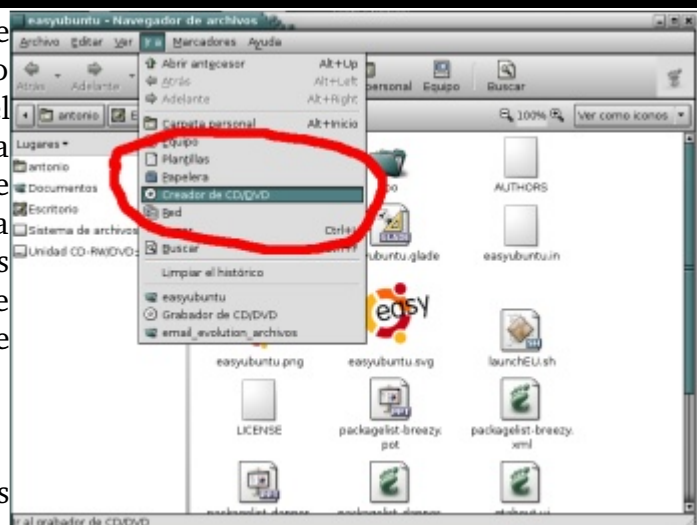 easyubuntu - Navegador de archivos
Archivo Editar Ver Ir a Marcadores Ayuda
Abrir antecesor Alt+Up
Atrás Alt+Left
Adelante Alt+Right
Carpeta personal Alt+Inicio
Equipo
Plantillas
Papelera
Creador de CD/DVD
Red
Ctrl+L
Buscar
Limpiar el histórico
easyubuntu
Grabador de CD/DVD
email_evolution_archivos
Atrás Adelante personal Equipo Buscar
antonio E 100% Ver como iconos
Lugares
antonio
Documentos
Escritorio
Sistema de archivos
Unidad CD-RW/DVD
AUTHORS
easyubuntu.glade
easyubuntu.in
easy
easyubuntu.png
easyubuntu.svg
launchEU.sh
LICENSE
packagelist-breezy.
pot
packagelist-breezy.
xml
Ir al grabador de CD/DVD